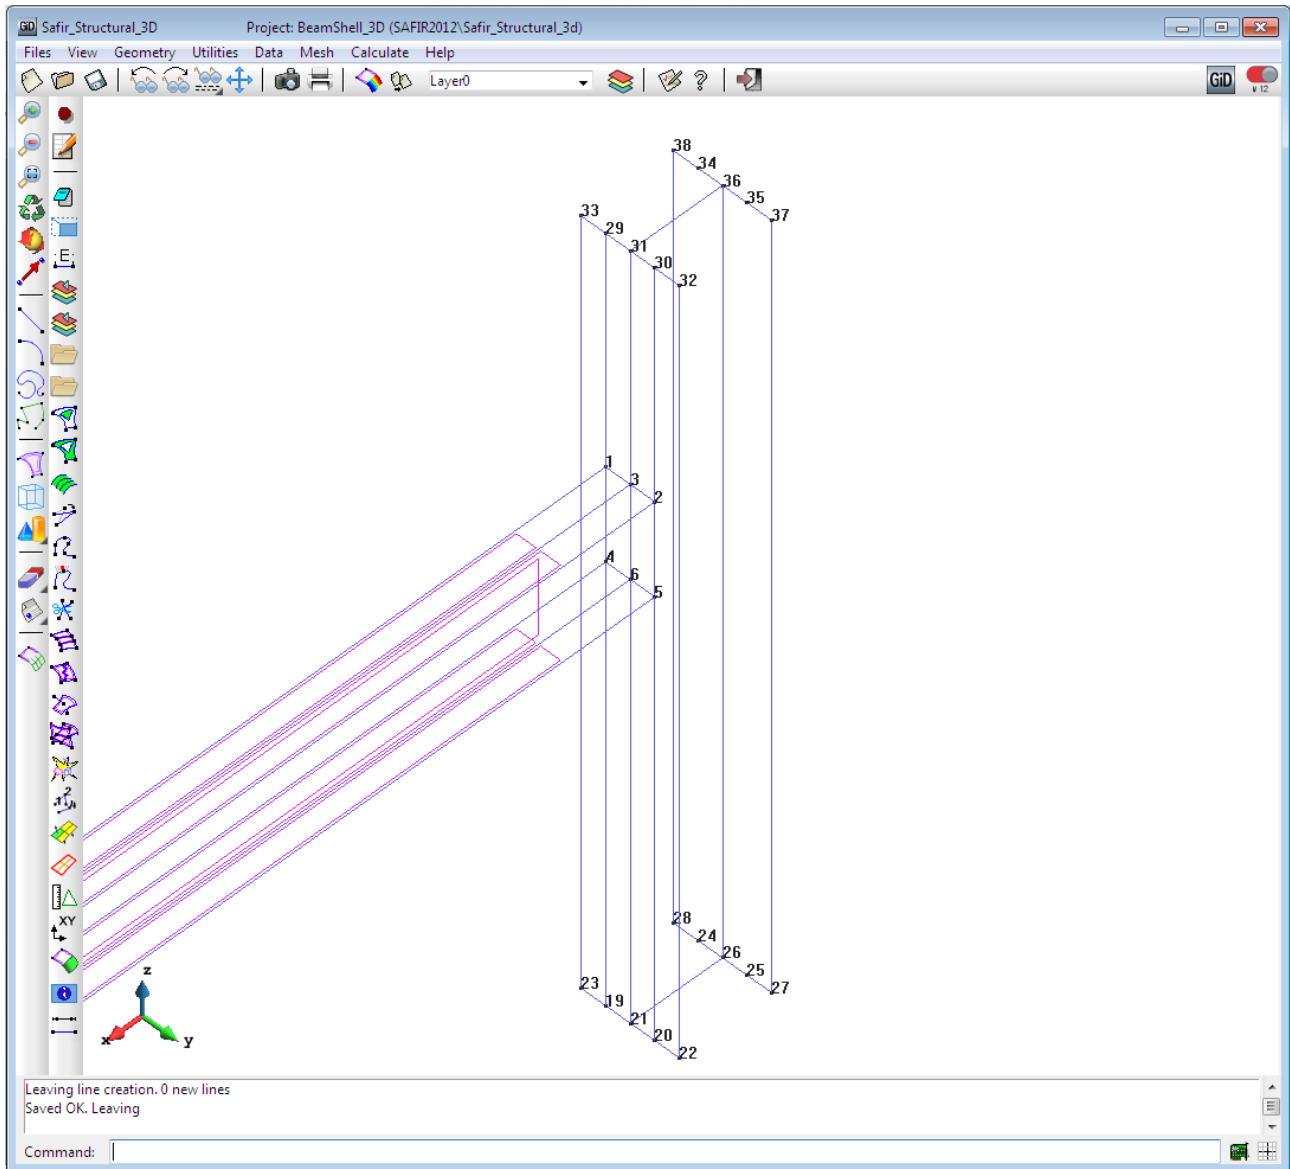 Safir_Structural_3D Project: BeamShell_3D (SAFIR2012\Safir_Structural_3d)
Files View Geometry Utilities Data Mesh Calculate Help
Layer0
GiD
v 12
E
2
XY
38
34
36
35
37
33
29
31
30
32
1
3
2
4
6
5
28
24
26
25
27
23
19
21
20
22
z
x
y
Leaving line creation. 0 new lines
Saved OK. Leaving
Command: